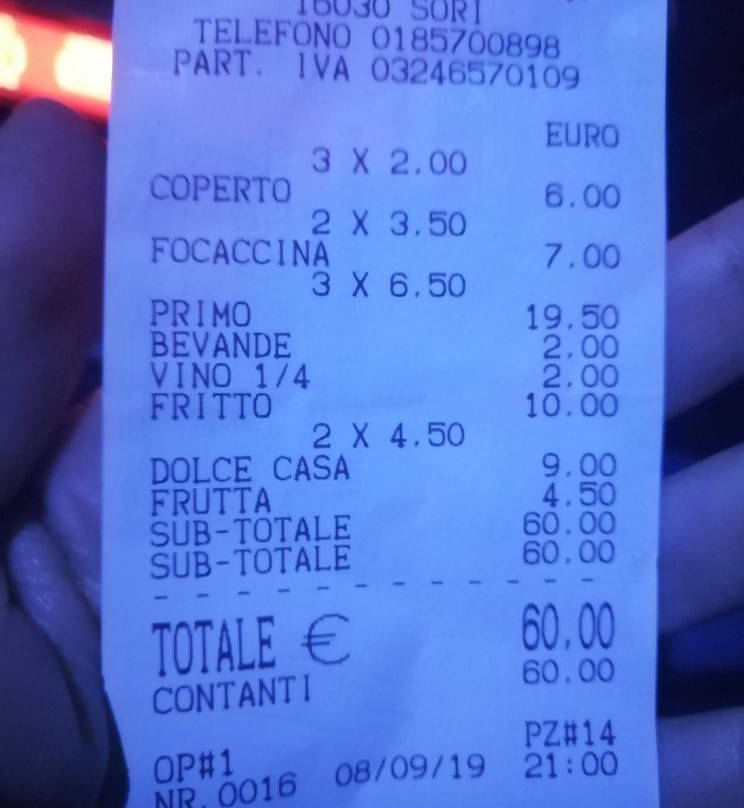 16030 SORI
TELEFONO 0185700898
PART. IVA 03246570109
EURO
3 X 2.00
COPERTO 6.00
2 X 3.50
FOCACCINA 7.00
3 X 6.50
PRIMO 19.50
BEVANDE 2.00
VINO 1/4 2.00
FRITTO 10.00
2 X 4.50
DOLCE CASA 9.00
FRUTTA 4.50
SUB-TOTALE 60.00
SUB-TOTALE 60.00
- - - - - - - - - - - -
TOTALE € 60.00
CONTANTI 60.00
PZ#14
OP#1 08/09/19 21:00
NR.0016